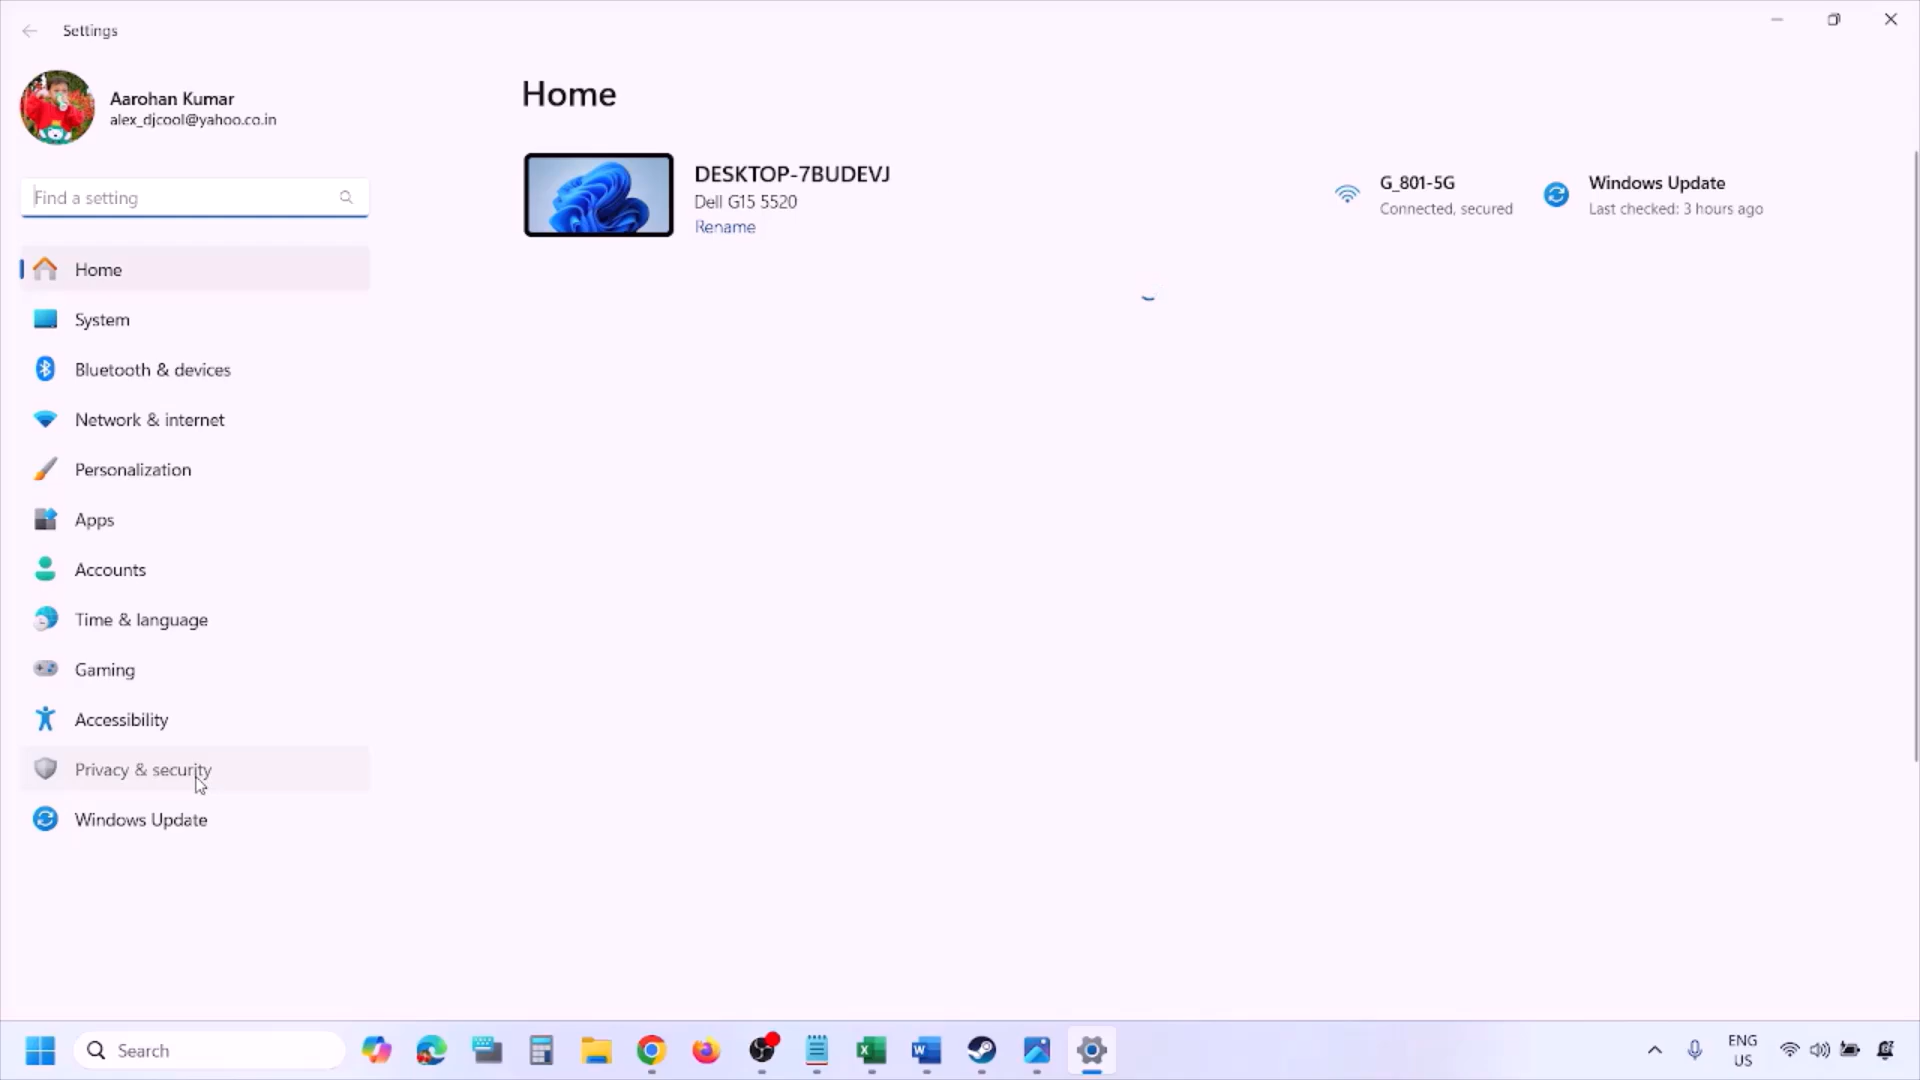 Settings
Aarohan Kumar
alex_djcool@yahoo.co.in
Find a setting
Home
System
Bluetooth & devices
Network & internet
Personalization
Apps
Accounts
Time & language
Gaming
Accessibility
Privacy & security
Windows Update
Home
DESKTOP-7BUDEVJ
Dell G15 5520
Rename
G_801-5G
Connected, secured
Windows Update
Last checked: 3 hours ago
Search
ENG
US